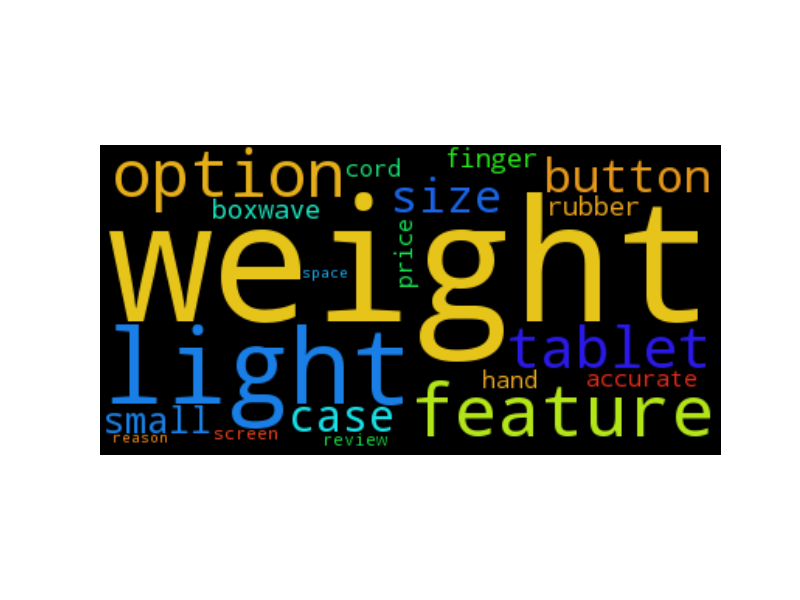 option
cord
finger
button
boxwave
size
rubber
weight
price
space
light
tablet
hand
accurate
small
case
feature
reason
screen
review